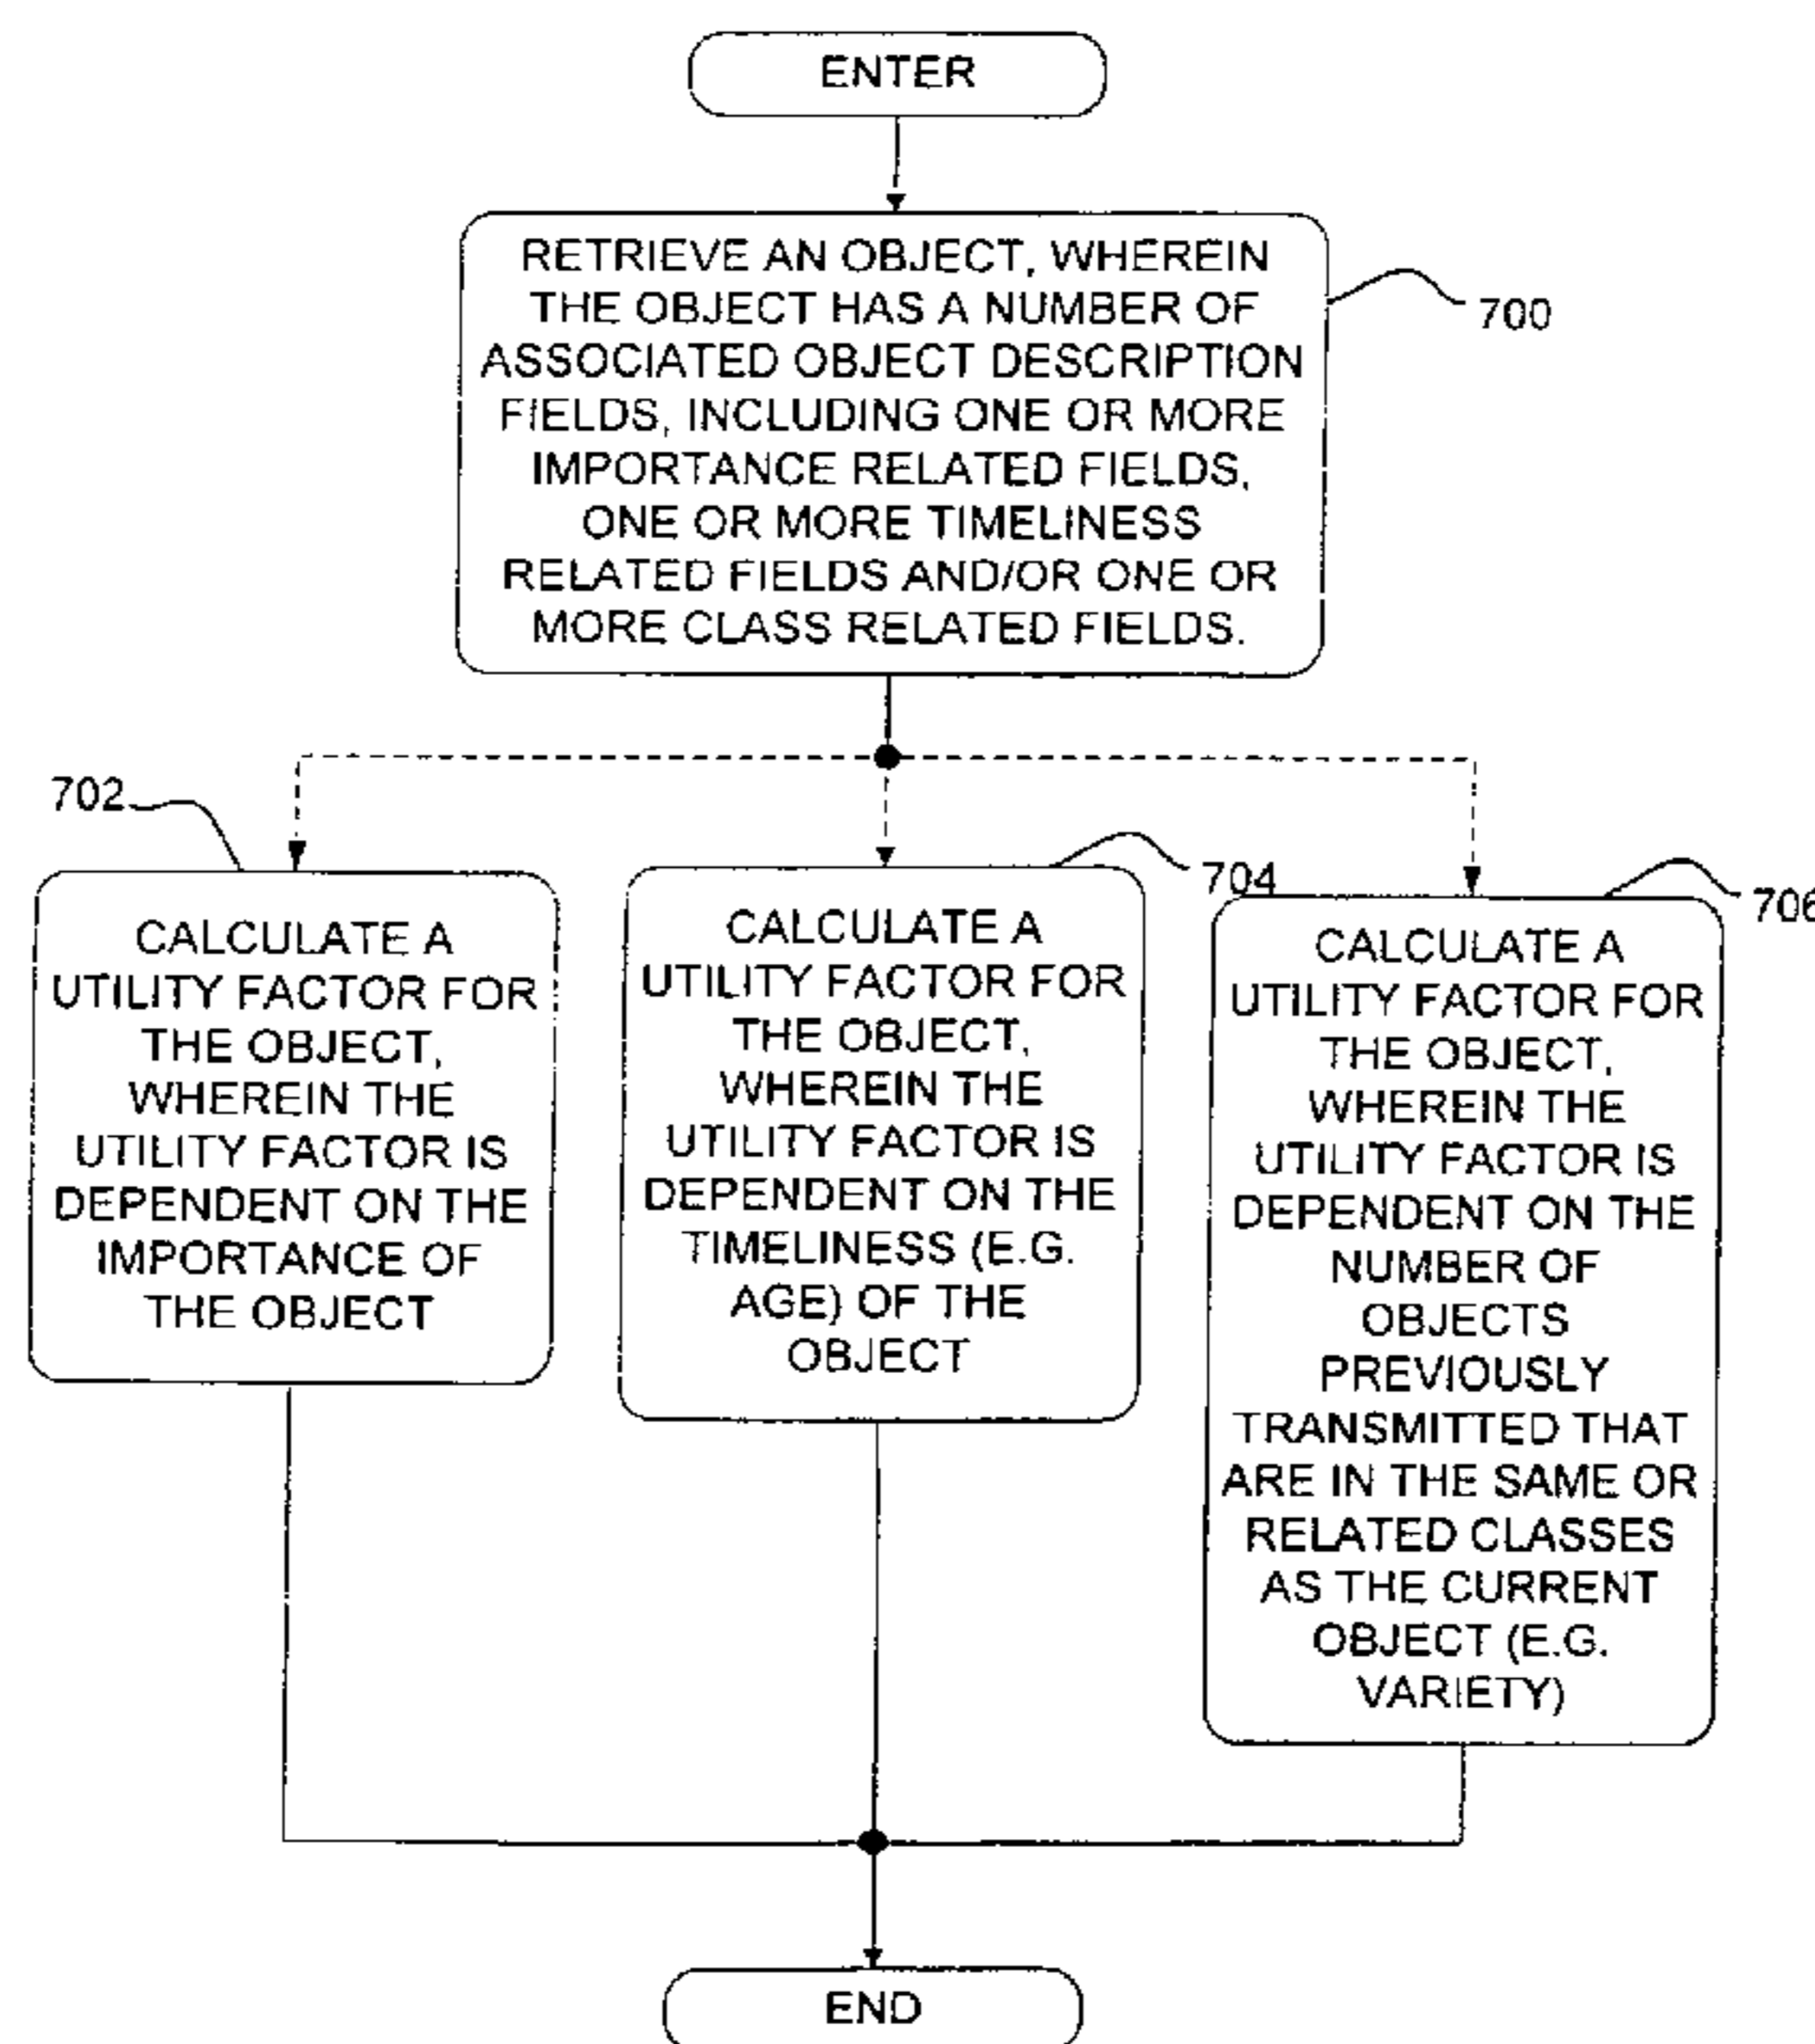 ENTER
RETRIEVE AN OBJECT, WHEREIN
THE OBJECT HAS A NUMBER OF
ASSOCIATED OBJECT DESCRIPTION
FIELDS, INCLUDING ONE OR MORE
IMPORTANCE RELATED FIELDS,
ONE OR MORE TIMELINESS
RELATED FIELDS AND/OR ONE OR
MORE CLASS RELATED FIELDS.
700
702
CALCULATE A
UTILITY FACTOR FOR
THE OBJECT,
WHEREIN THE
UTILITY FACTOR IS
DEPENDENT ON THE
IMPORTANCE OF
THE OBJECT
704
CALCULATE A
UTILITY FACTOR FOR
THE OBJECT,
WHEREIN THE
UTILITY FACTOR IS
DEPENDENT ON THE
TIMELINESS (E.G.
AGE) OF THE
OBJECT
706
CALCULATE A
UTILITY FACTOR FOR
THE OBJECT,
WHEREIN THE
UTILITY FACTOR IS
DEPENDENT ON THE
NUMBER OF
OBJECTS
PREVIOUSLY
TRANSMITTED THAT
ARE IN THE SAME OR
RELATED CLASSES
AS THE CURRENT
OBJECT (E.G.
VARIETY)
END